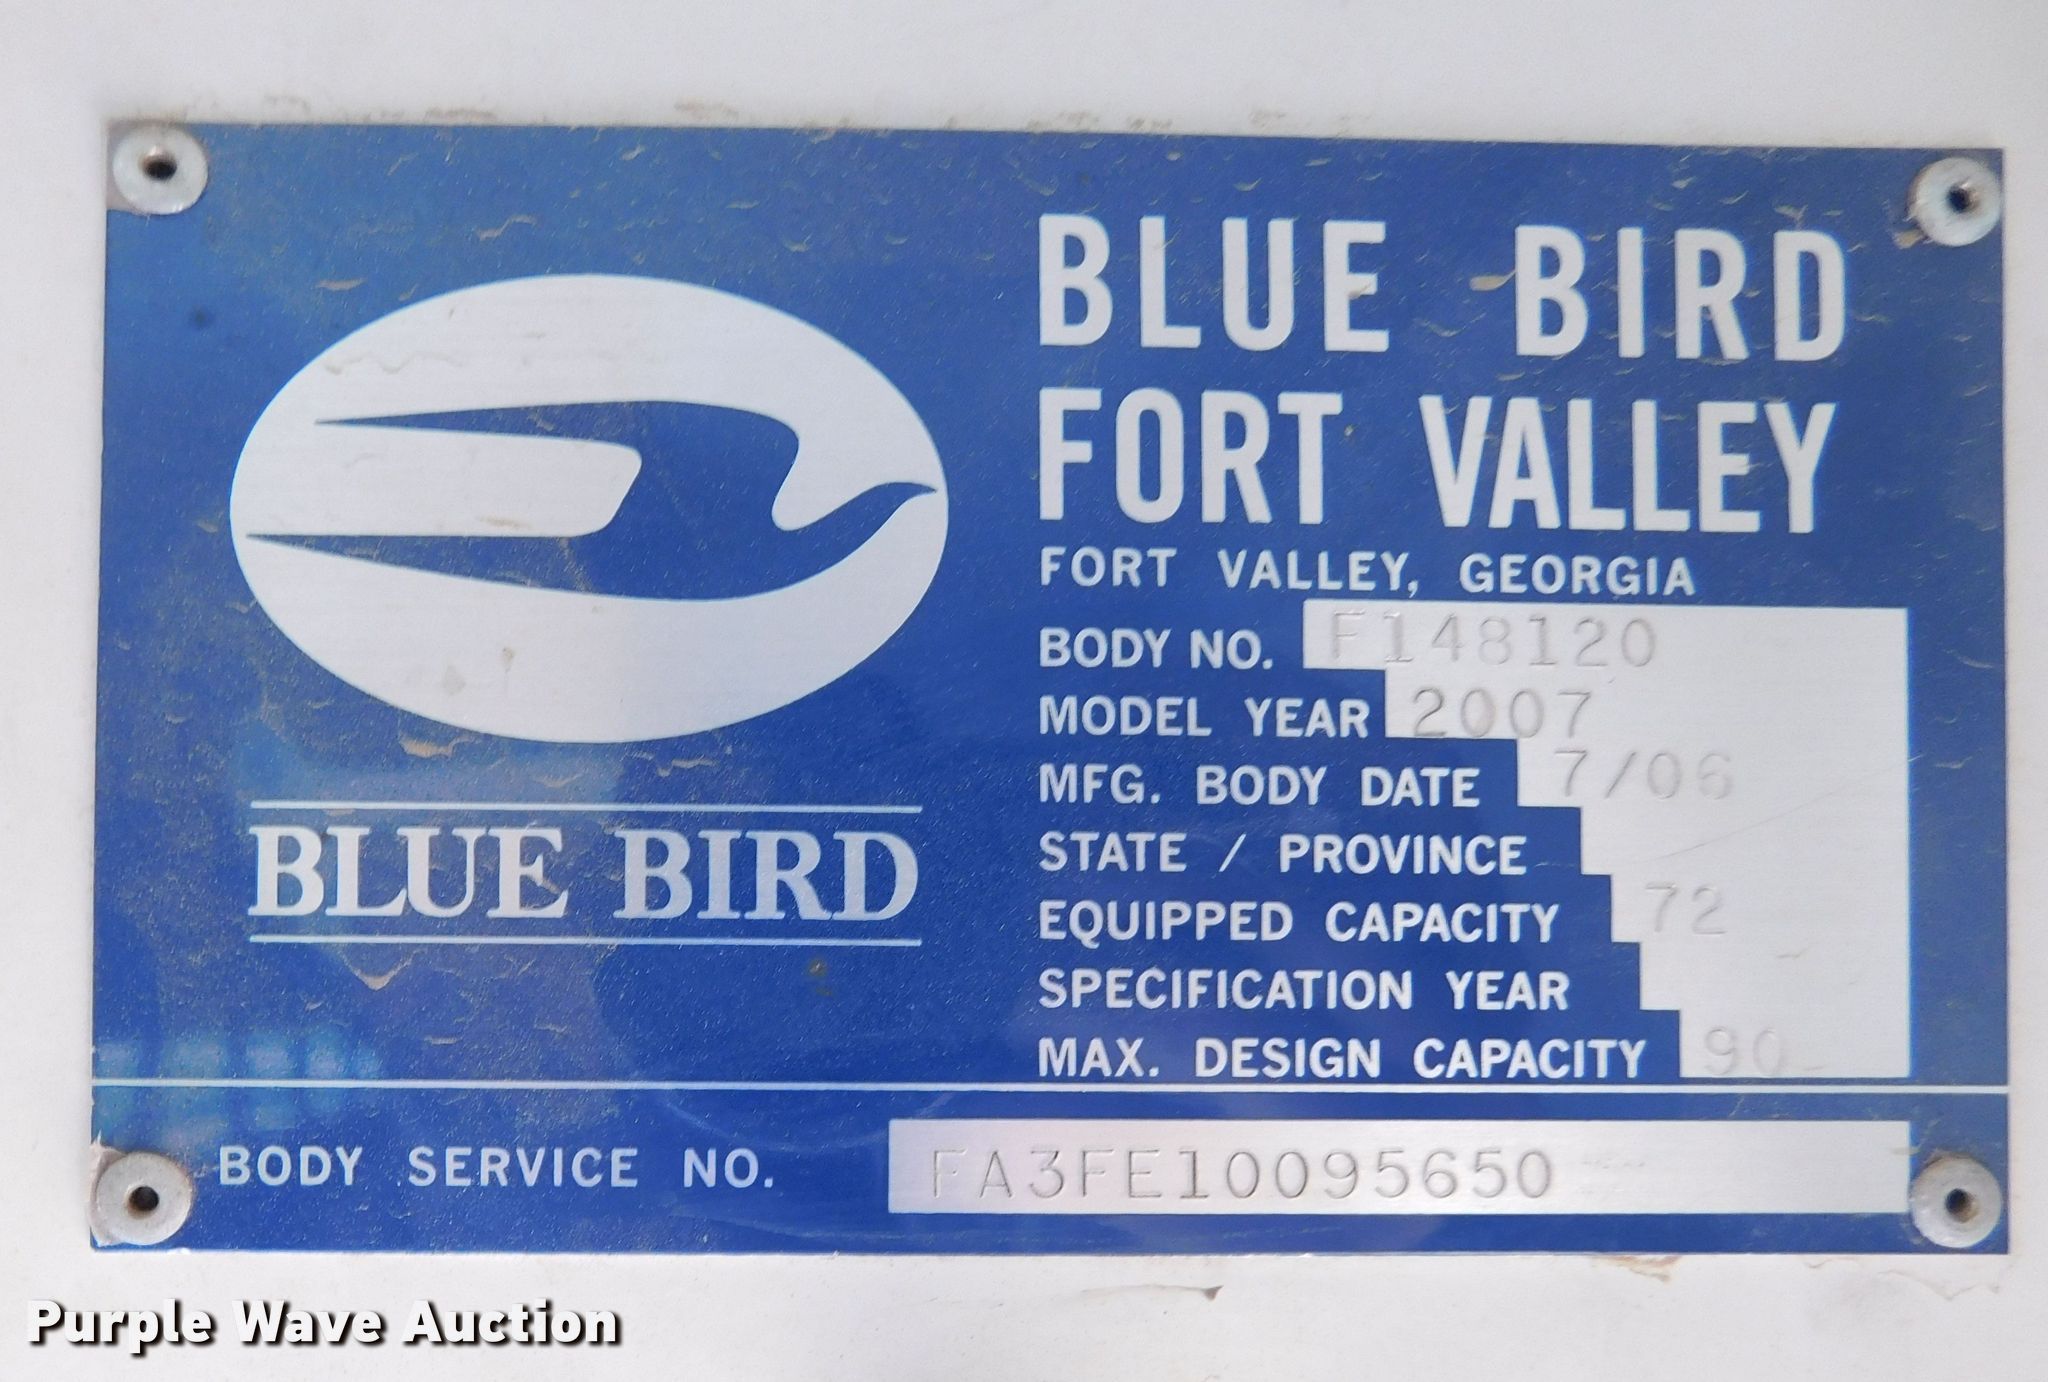 BLUE BIRD
FORT VALLEY
FORT VALLEY, GEORGIA
BODY NO. F148120
MODEL YEAR 2007
MFG. BODY DATE 7/06
STATE / PROVINCE
EQUIPPED CAPACITY 72
SPECIFICATION YEAR
MAX. DESIGN CAPACITY 90
BLUE BIRD
BODY SERVICE NO. FA3FE10095650
Purple Wave Auction